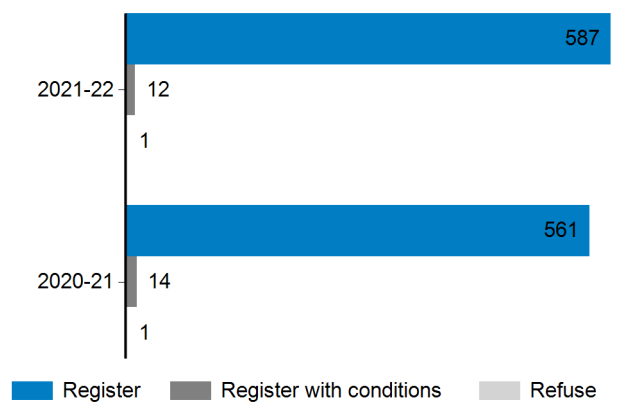 587
2021-22
12
1
561
2020-21
14
1
Register
Register with conditions
Refuse